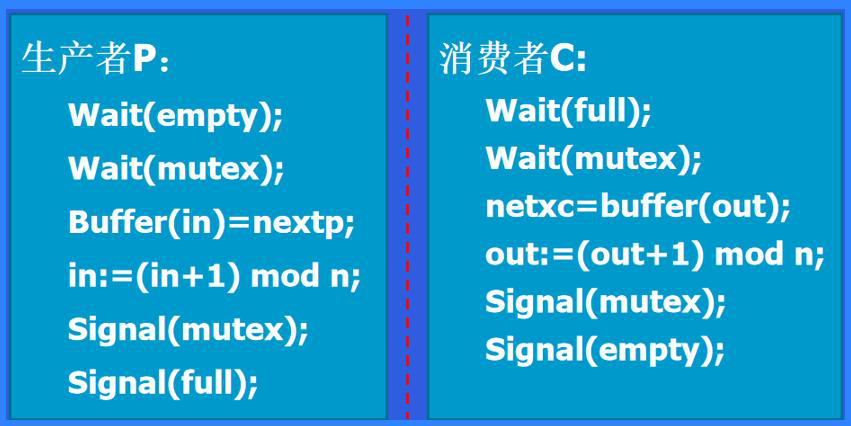 生产者P：
Wait(empty);
Wait(mutex);
Buffer(in)=nextp;
in:=(in+1) mod n;
Signal(mutex);
Signal(full);
消费者C:
Wait(full);
Wait(mutex);
netxc=buffer(out);
out:=(out+1) mod n;
Signal(mutex);
Signal(empty);